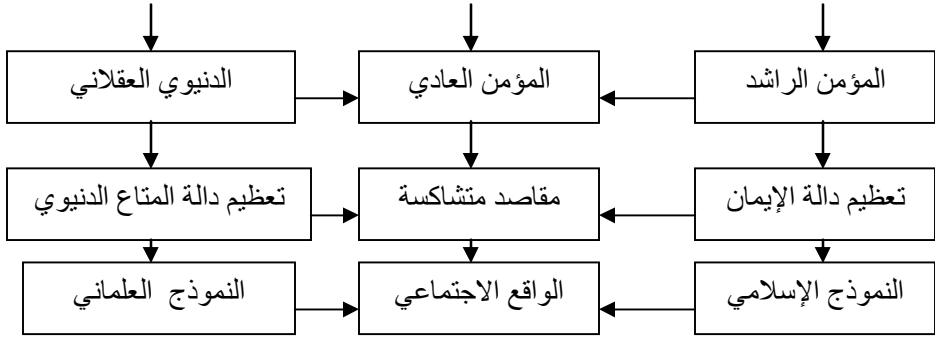 المؤمن الراشد
المؤمن العادي
الدنيوي العقلاني
تعظيم دالة الإيمان
مقاصد متشاكسة
تعظيم دالة المتاع الدنيوي
النموذج الإسلامي
الواقع الاجتماعي
النموذج العلماني